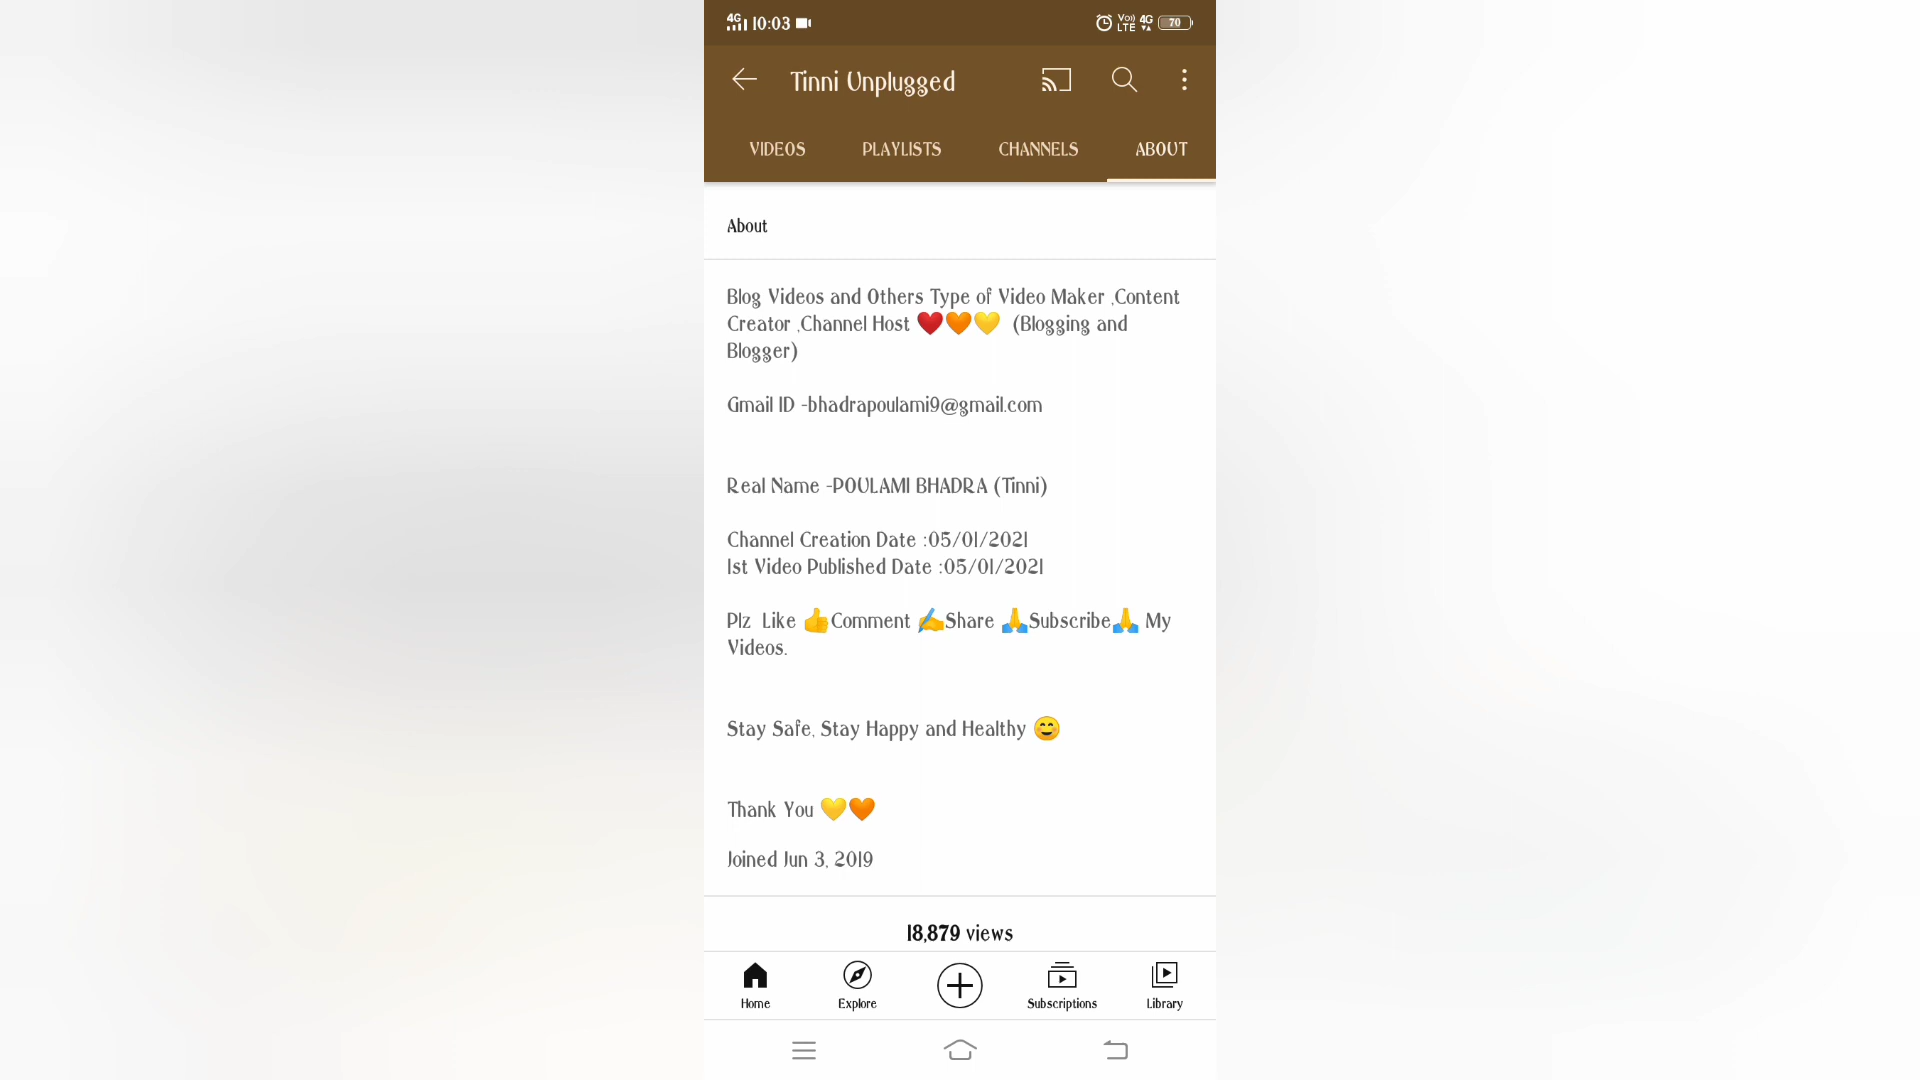 4G 10:03 Vo)) LTE 4G 70
Tinni Unplugged
VIDEOS PLAYLISTS CHANNELS ABOUT
About
Blog Videos and Others Type of Video Maker ,Content
Creator ,Channel Host ❤️🧡💛 (Blogging and
Blogger)
Gmail ID -bhadrapoulami9@gmail.com
Real Name -POULAMI BHADRA (Tinni)
Channel Creation Date :05/01/2021
1st Video Published Date :05/01/2021
Plz Like 👍Comment ✍️Share 🙏Subscribe🙏 My
Videos.
Stay Safe, Stay Happy and Healthy 😊
Thank You 💛🧡
Joined Jun 3, 2019
18,879 views
Home Explore Subscriptions Library